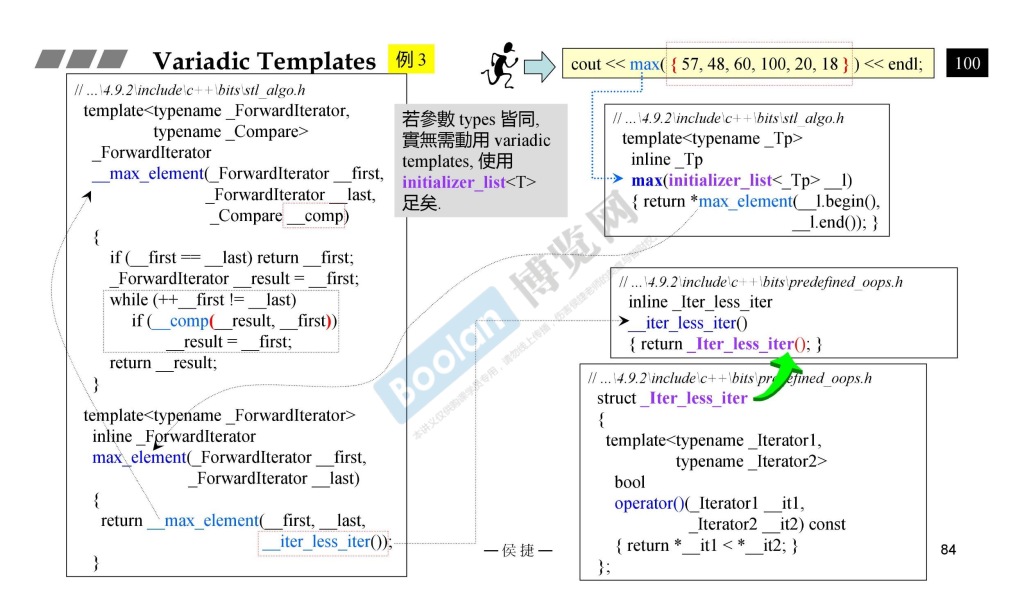 Variadic Templates 例 3
cout << max( { 57, 48, 60, 100, 20, 18 } ) << endl;
100
// ...\4.9.2\include\c++\bits\stl_algo.h
template<typename _ForwardIterator,
typename _Compare>
_ForwardIterator
__max_element(_ForwardIterator __first,
_ForwardIterator __last,
_Compare __comp)
{
if (__first == __last) return __first;
_ForwardIterator __result = __first;
while (++__first != __last)
if (__comp(__result, __first))
__result = __first;
return __result;
}
template<typename _ForwardIterator>
inline _ForwardIterator
max_element(_ForwardIterator __first,
_ForwardIterator __last)
{
return __max_element(__first, __last,
__iter_less_iter());
}
若參數 types 皆同,
實無需動用 variadic
templates, 使用
initializer_list<T>
足矣.
// ...\4.9.2\include\c++\bits\stl_algo.h
template<typename _Tp>
inline _Tp
max(initializer_list<_Tp> __l)
{ return *max_element(__l.begin(),
__l.end()); }
// ...\4.9.2\include\c++\bits\predefined_oops.h
inline _Iter_less_iter
__iter_less_iter()
{ return _Iter_less_iter(); }
// ...\4.9.2\include\c++\bits\predefined_oops.h
struct _Iter_less_iter
{
template<typename _Iterator1,
typename _Iterator2>
bool
operator()(_Iterator1 __it1,
_Iterator2 __it2) const
{ return *__it1 < *__it2; }
};
Boolan 博览网
— 侯捷 —
84